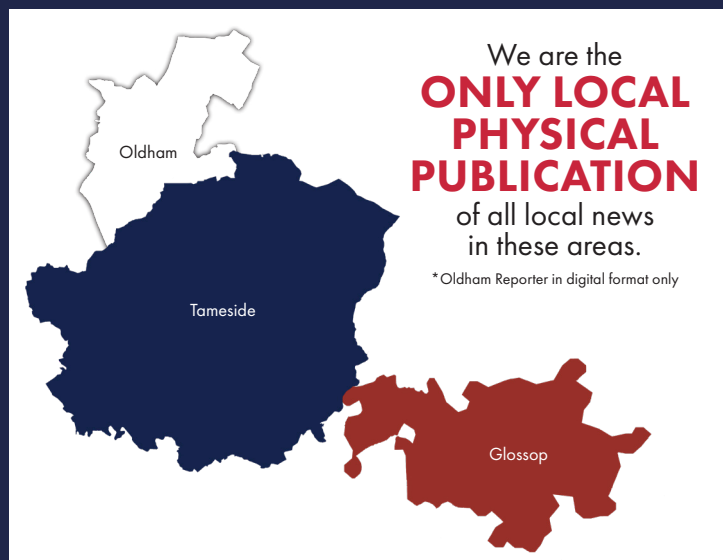 We are the
ONLY LOCAL
PHYSICAL
PUBLICATION
of all local news
in these areas.
*Oldham Reporter in digital format only
Oldham
Tameside
Glossop